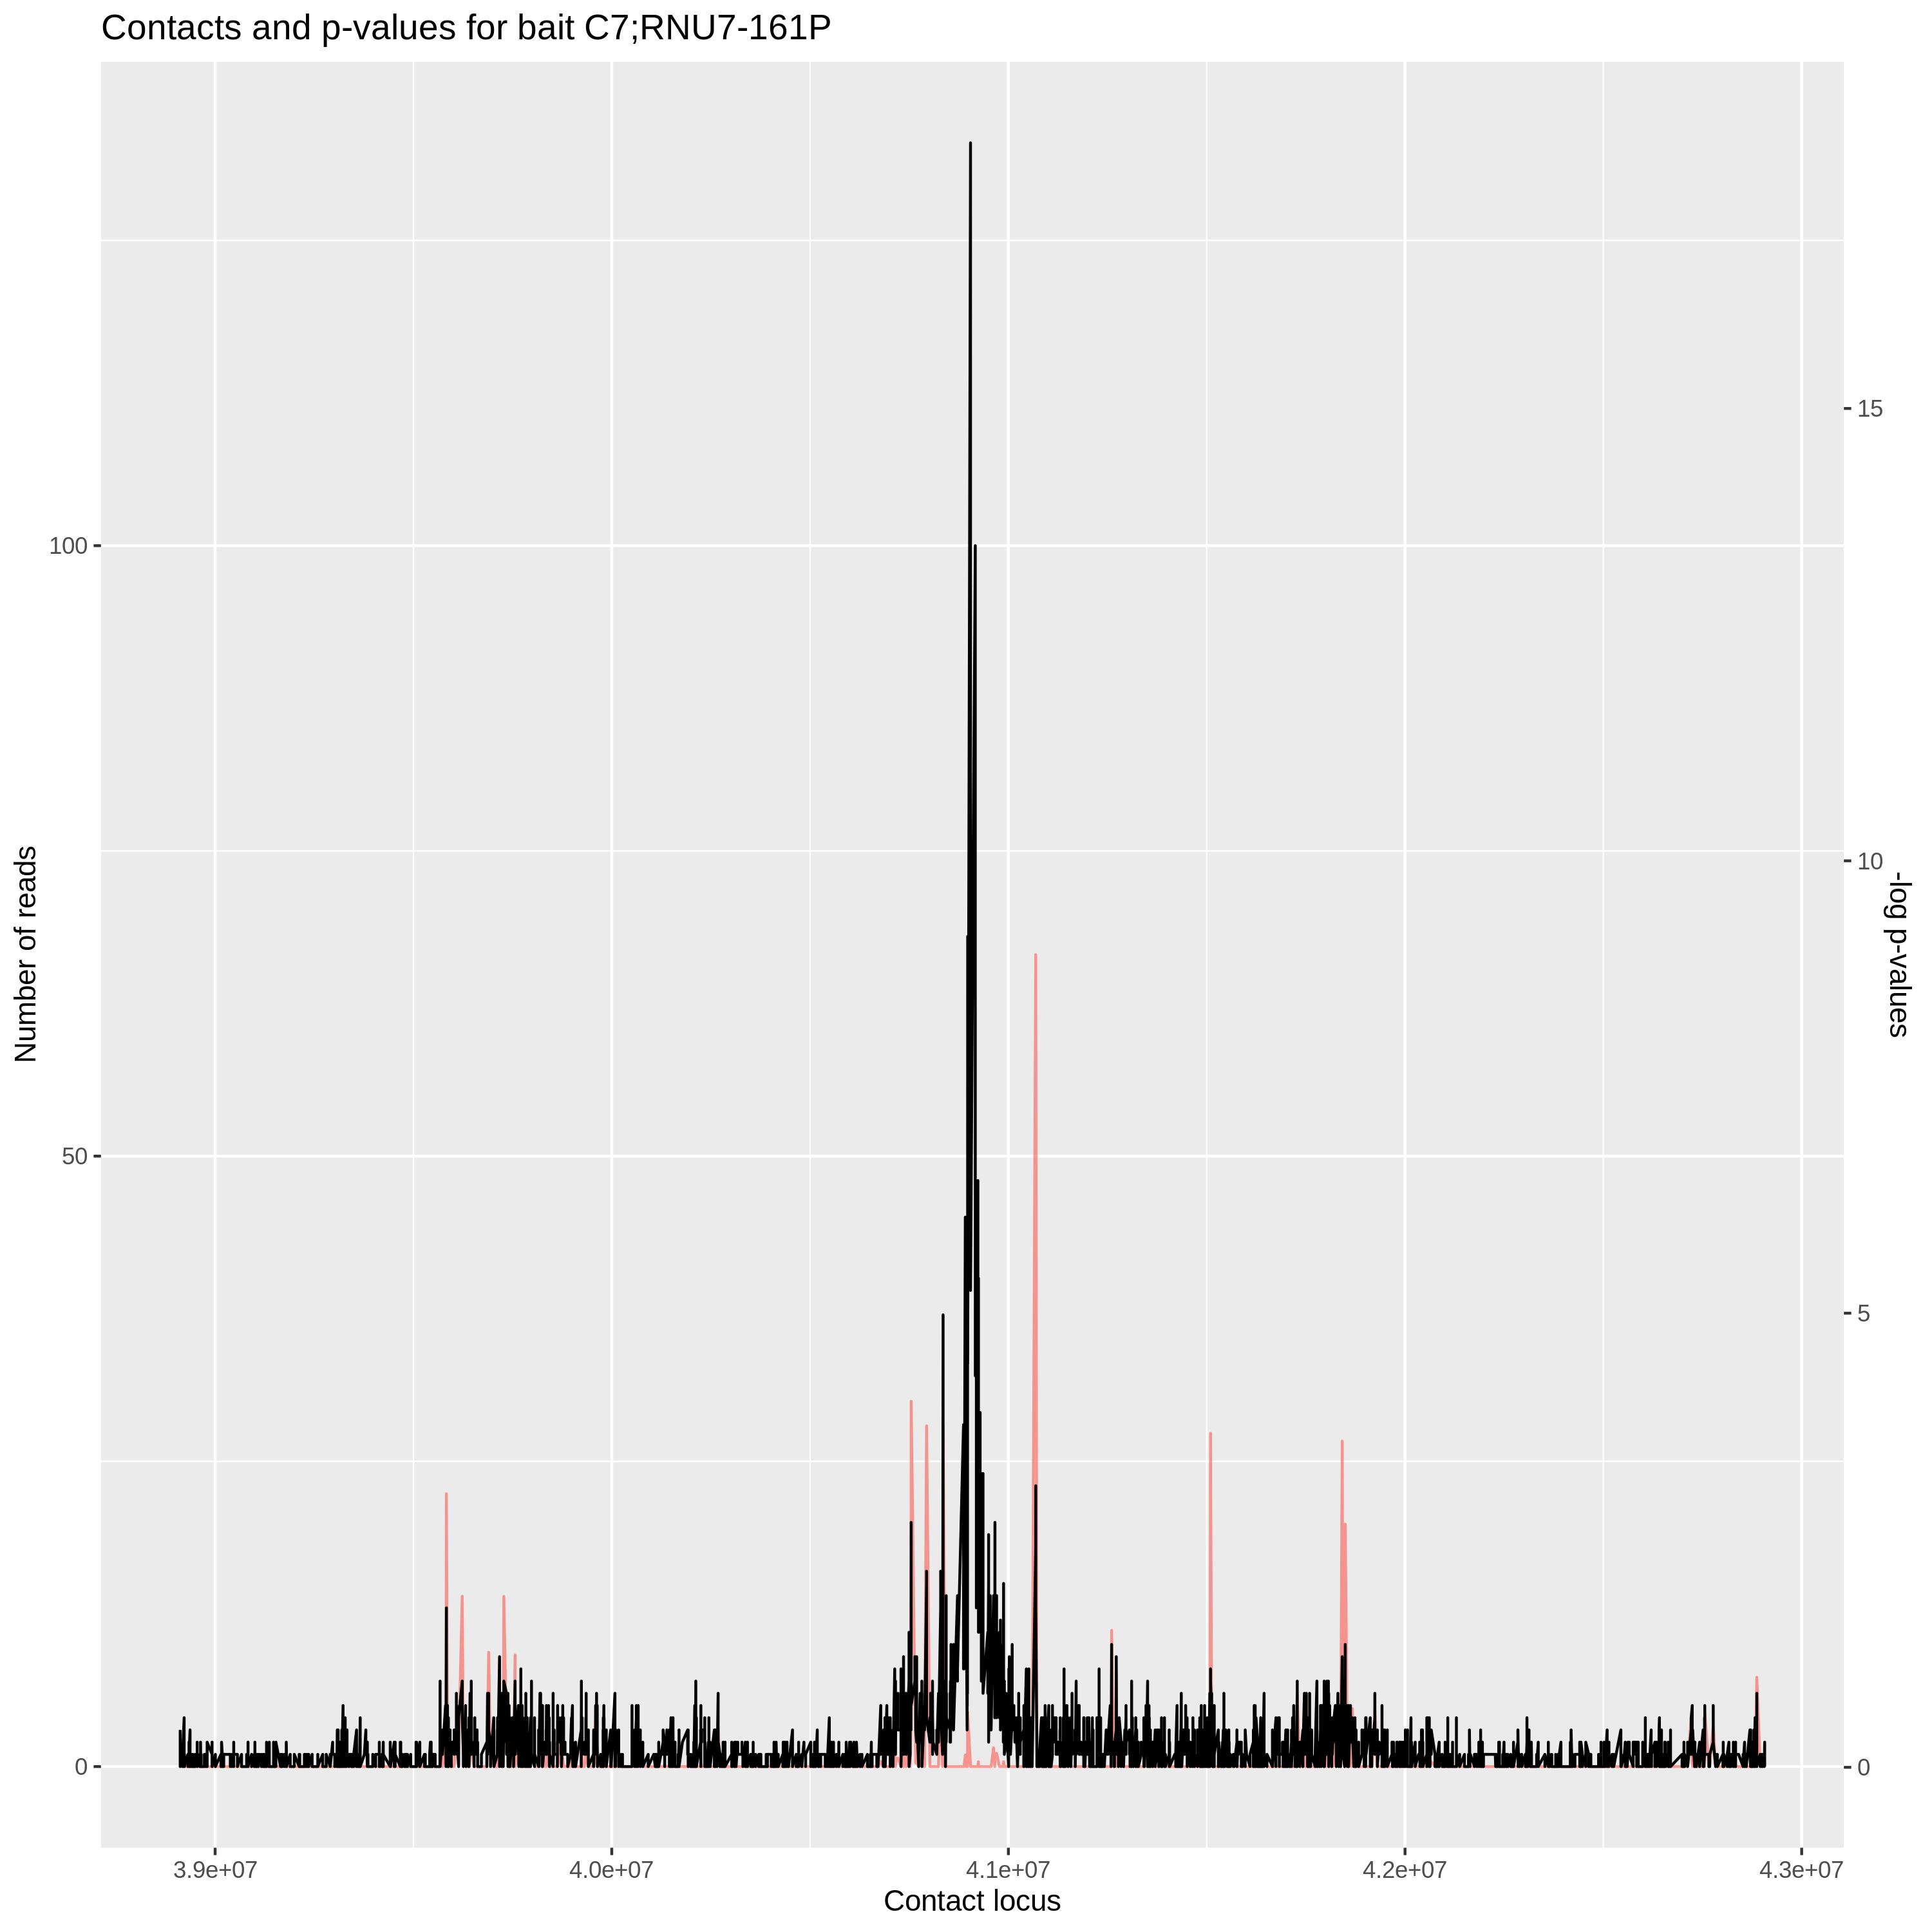 Contacts and p-values for bait C7;RNU7-161P
Number of reads
100
50
0
15
10
5
0
-log p-values
3.9e+07
4.0e+07
4.1e+07
4.2e+07
4.3e+07
Contact locus